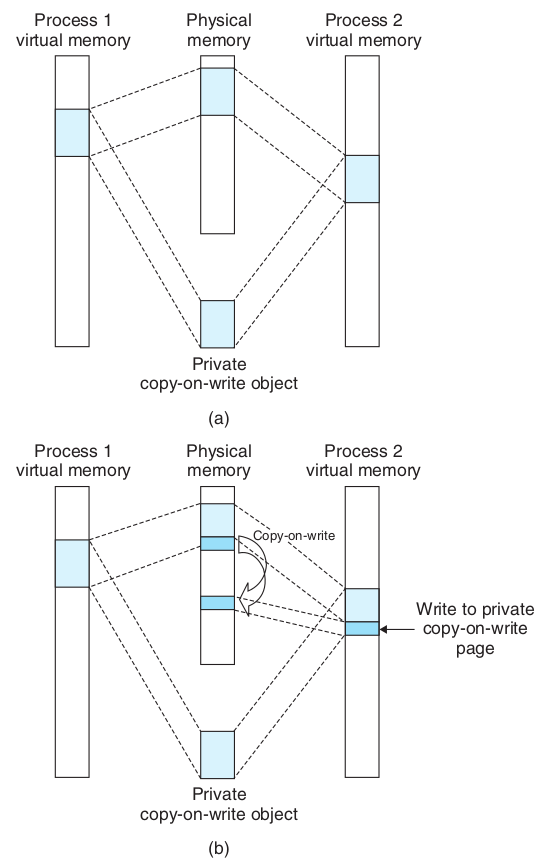 Process 1
virtual memory
Physical
memory
Process 2
virtual memory
Private
copy-on-write object
(a)
Process 1
virtual memory
Physical
memory
Process 2
virtual memory
Copy-on-write
Write to private
copy-on-write
page
Private
copy-on-write object
(b)